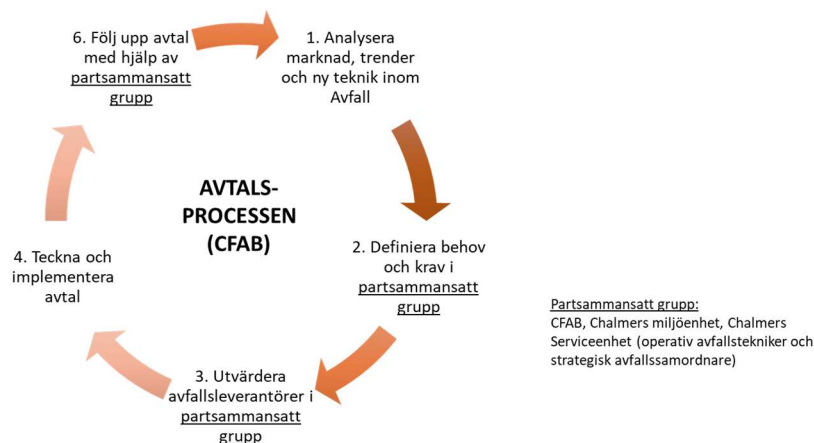 6. Följ upp avtal
med hjälp av
partsammansatt
grupp
1. Analysera
marknad, trender
och ny teknik inom
Avfall
AVTALS-
PROCESSEN
(CFAB)
2. Definiera behov
och krav i
partsammansatt
grupp
4. Teckna och
implementera
avtal
3. Utvärdera
avfallsleverantörer i
partsammansatt
grupp
Partsammansatt grupp:
CFAB, Chalmers miljöenhet, Chalmers
Serviceenhet (operativ avfallstekniker och
strategisk avfallssamordnare)